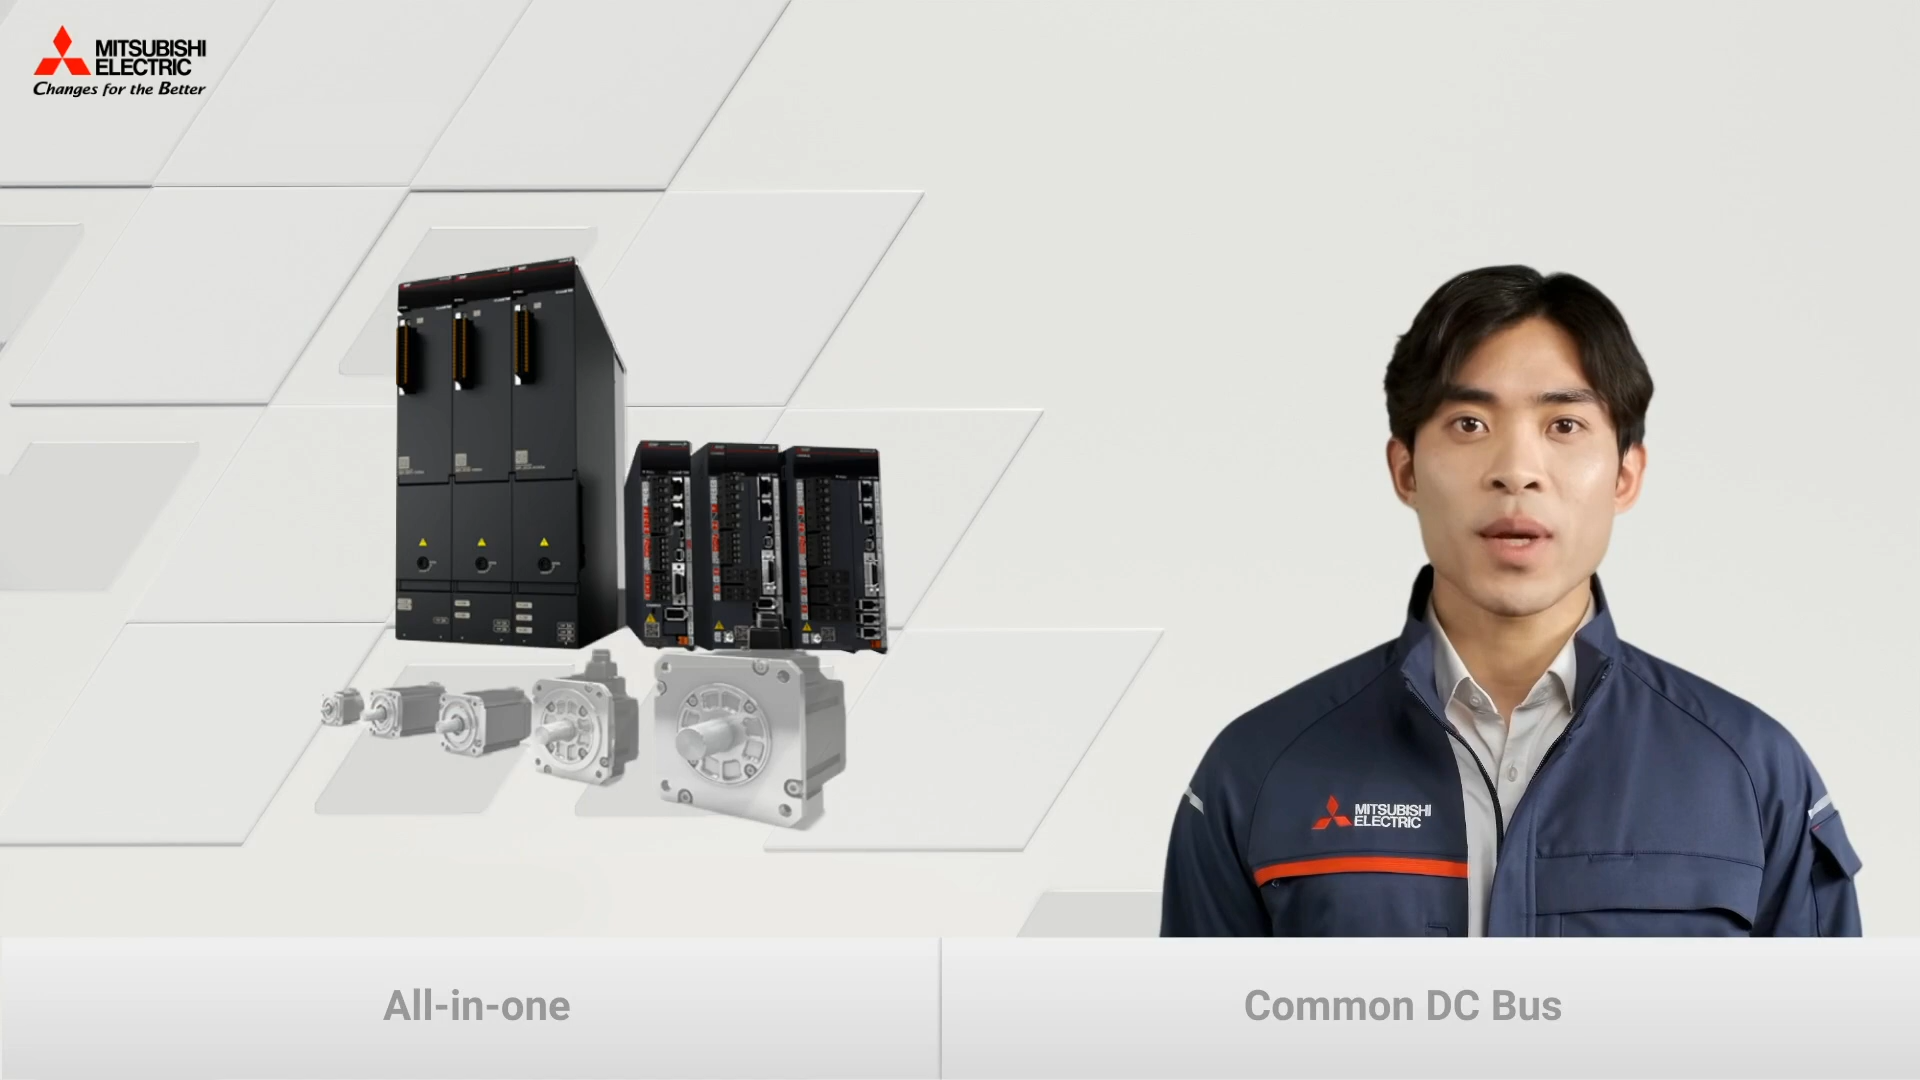 MITSUBISHI
ELECTRIC
Changes for the Better
MITSUBISHI
ELECTRIC
All-in-one
Common DC Bus